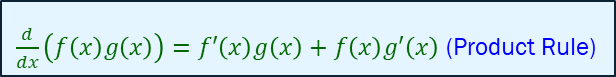 d/dx (f(x)g(x)) = f′(x)g(x) + f(x)g′(x) (Product Rule)